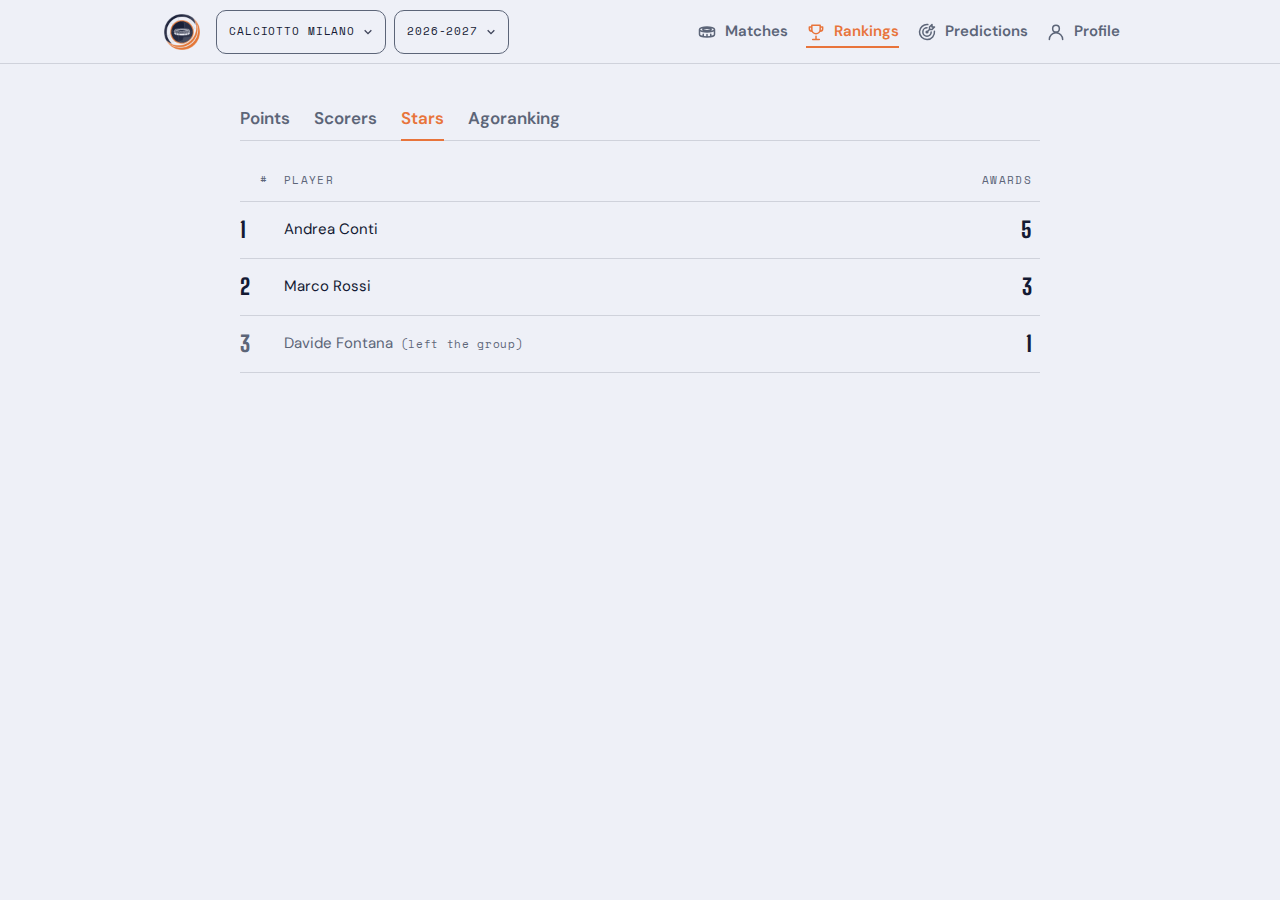 CALCIOTTO MILANO 2026-2027 Matches Rankings Predictions Profile
Points Scorers Stars Agoranking
# PLAYER AWARDS
1 Andrea Conti 5
2 Marco Rossi 3
3 Davide Fontana (left the group) 1